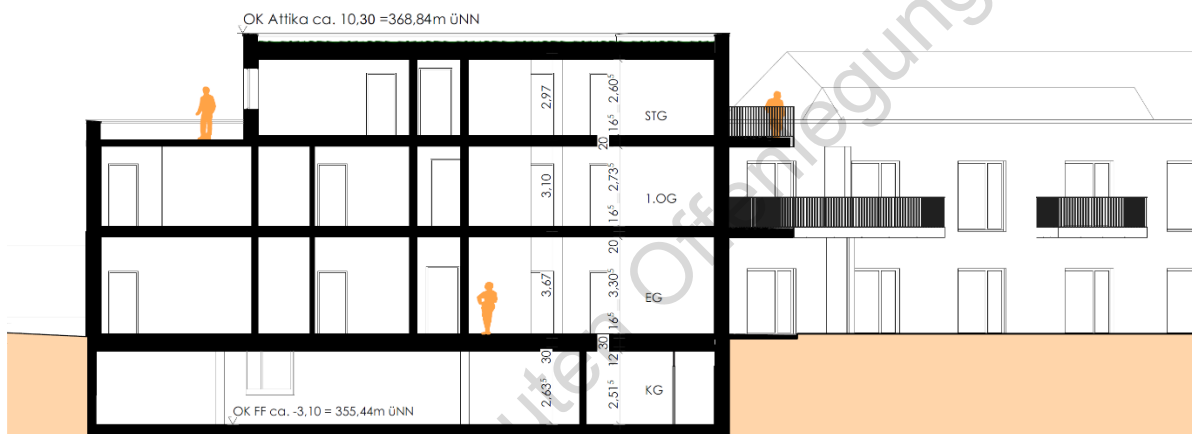 OK Attika ca. 10,30 =368,84m üNN
2,97
2,60⁵
16⁵
STG
20
3,10
2,73⁵
16⁵
1.OG
20
3,67
3,30⁵
16⁵
EG
30
30
12
2,63⁵
2,51⁵
KG
OK FF ca. -3,10 = 355,44m üNN
uten Offenlegung